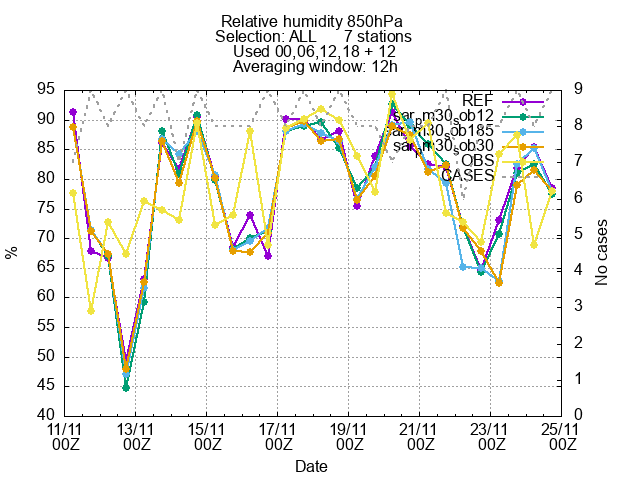 Relative humidity 850hPa
Selection: ALL 7 stations
Used 00,06,12,18 + 12
Averaging window: 12h
95 90 85 80 75 70 65 60 55 50 45 40
%
9 8 7 6 5 4 3 2 1 0
No cases
REF
sar_pm30_s_ob12
sar_pm30_s_ob185
sar_pm30_s_ob30
OBS
CASES
11/11 13/11 15/11 17/11 19/11 21/11 23/11 25/11
00Z 00Z 00Z 00Z 00Z 00Z 00Z 00Z
Date